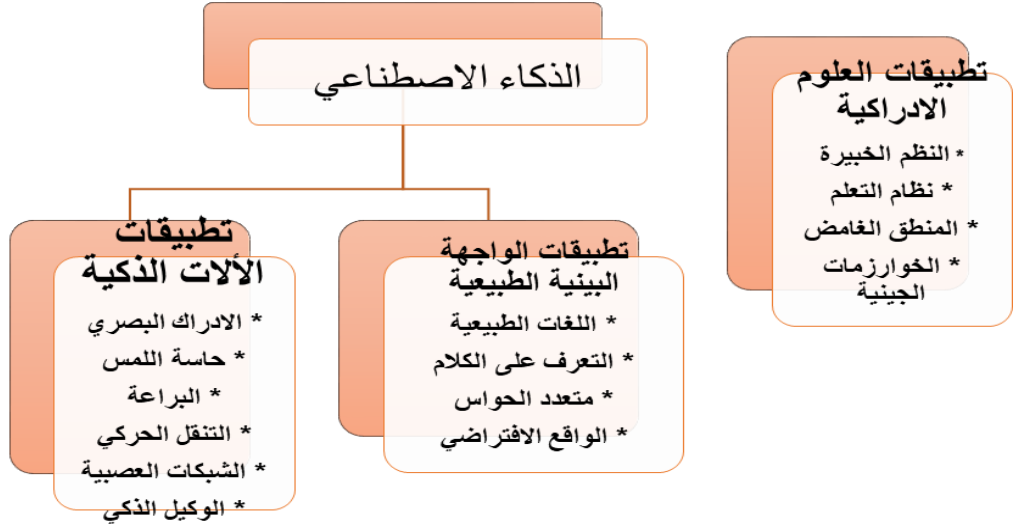 الذكاء الاصطناعي
تطبيقات العلوم
الادراكية
* النظم الخبيرة
* نظام التعلم
* المنطق الغامض
* الخوارزمات
الجينية
تطبيقات الواجهة
البينية الطبيعية
* اللغات الطبيعية
* التعرف على الكلام
* متعدد الحواس
* الواقع الافتراضي
تطبيقات
الألات الذكية
* الادراك البصري
* حاسة اللمس
* البراعة
* التنقل الحركي
* الشبكات العصبية
* الوكيل الذكي